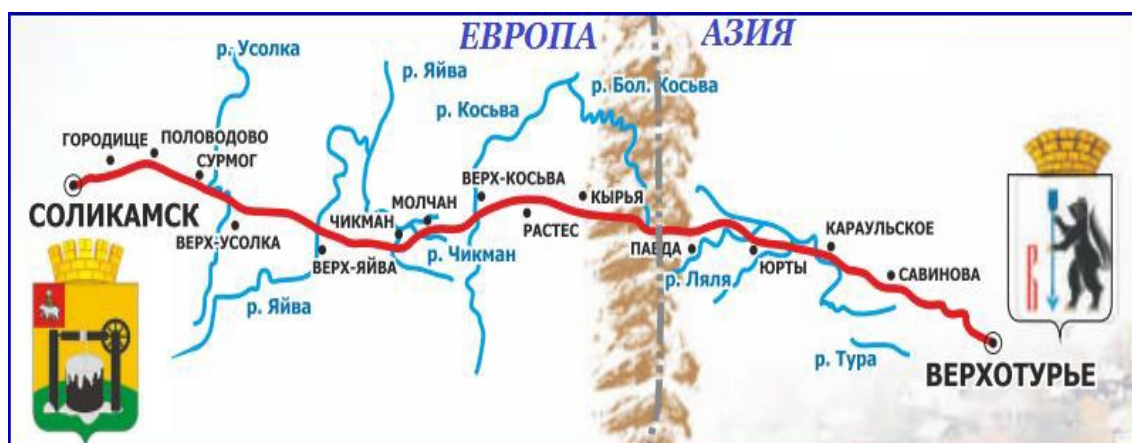 ЕВРОПА
АЗИЯ
р. Усолка
р. Яйва
р. Бол. Косьва
р. Косьва
ГОРОДИЩЕ
ПОЛОВОДОВО
СУРМОГ
СОЛИКАМСК
ВЕРХ-УСОЛКА
ВЕРХ-ЯЙВА
ЧИКМАН
МОЛЧАН
ВЕРХ-КОСЬВА
РАСТЕС
КЫРЬЯ
р. Чикман
р. Яйва
ПАВДА
р. Ляля
ЮРТЫ
КАРАУЛЬСКОЕ
САВИНОВА
р. Тура
ВЕРХОТУРЬЕ